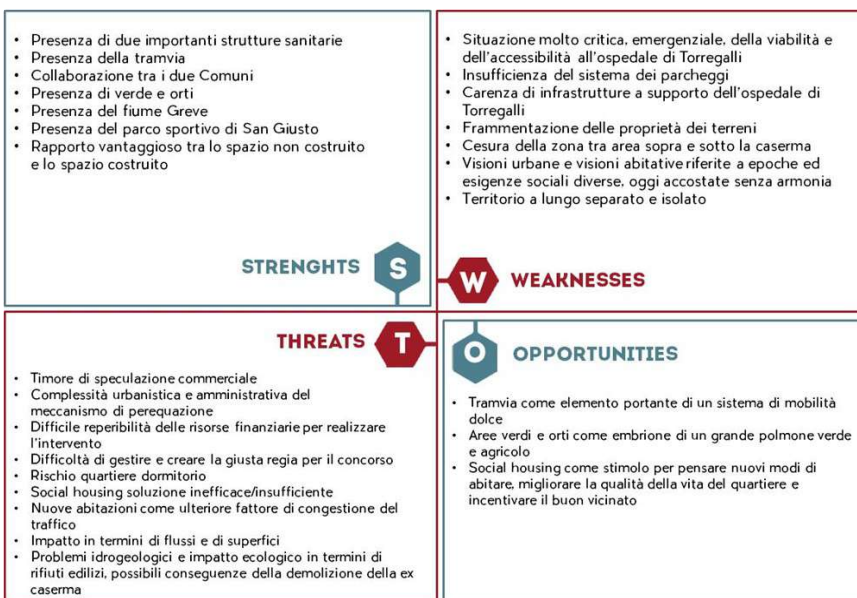 • Presenza di due importanti strutture sanitarie
• Presenza della tramvia
• Collaborazione tra i due Comuni
• Presenza di verde e orti
• Presenza del fiume Greve
• Presenza del parco sportivo di San Giusto
• Rapporto vantaggioso tra lo spazio non costruito
e lo spazio costruito
STRENGHTS
S
• Situazione molto critica, emergenziale, della viabilità e
dell'accessibilità all'ospedale di Torregalli
• Insufficienza del sistema dei parcheggi
• Carenza di infrastrutture a supporto dell'ospedale di
Torregalli
• Frammentazione delle proprietà dei terreni
• Cesura della zona tra area sopra e sotto la caserma
• Visioni urbane e visioni abitative riferite a epoche ed
esigenze sociali diverse, oggi accostate senza armonia
• Territorio a lungo separato e isolato
W
WEAKNESSES
THREATS
T
• Timore di speculazione commerciale
• Complessità urbanistica e amministrativa del
meccanismo di perequazione
• Difficile reperibilità delle risorse finanziarie per realizzare
l'intervento
• Difficoltà di gestire e creare la giusta regia per il concorso
• Rischio quartiere dormitorio
• Social housing soluzione inefficace/insufficiente
• Nuove abitazioni come ulteriore fattore di congestione del
traffico
• Impatto in termini di flussi e di superfici
• Problemi idrogeologici e impatto ecologico in termini di
rifiuti edilizi, possibili conseguenze della demolizione della ex
caserma
O
OPPORTUNITIES
• Tramvia come elemento portante di un sistema di mobilità
dolce
• Aree verdi e orti come embrione di un grande polmone verde
e agricolo
• Social housing come stimolo per pensare nuovi modi di
abitare, migliorare la qualità della vita del quartiere e
incentivare il buon vicinato